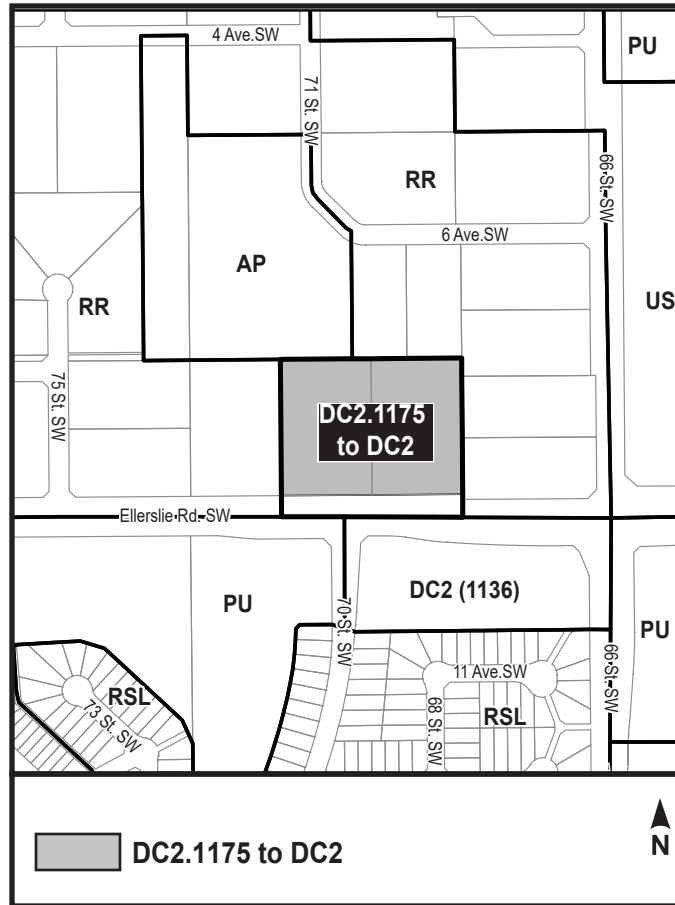 4 Ave.SW
PU
71 St. SW
RR
66 St. SW
6 Ave.SW
AP
US
RR
75 St. SW
DC2.1175
to DC2
Ellerslie Rd. SW
DC2 (1136)
PU
70 St. SW
PU
66 St. SW
11 Ave.SW
RSL
73 St. SW
68 St. SW
RSL
DC2.1175 to DC2
N